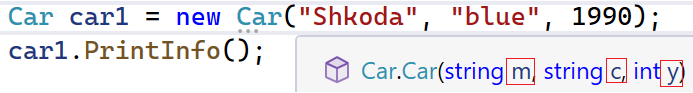 Car car1 = new Car("Shkoda", "blue", 1990);
car1.PrintInfo();
Car.Car(string m, string c, int y)